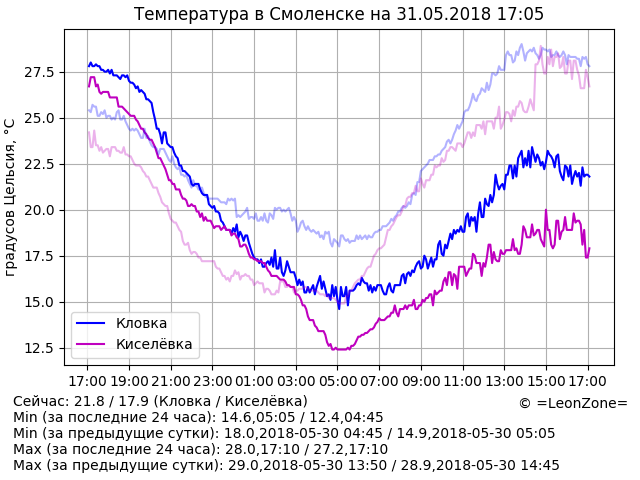 Температура в Смоленске на 31.05.2018 17:05
градусов Цельсия, °C
27.5
25.0
22.5
20.0
17.5
15.0
12.5
Кловка
Киселёвка
17:00 19:00 21:00 23:00 01:00 03:00 05:00 07:00 09:00 11:00 13:00 15:00 17:00
Сейчас: 21.8 / 17.9 (Кловка / Киселёвка)
© =LeonZone=
Min (за последние 24 часа): 14.6,05:05 / 12.4,04:45
Min (за предыдущие сутки): 18.0,2018-05-30 04:45 / 14.9,2018-05-30 05:05
Max (за последние 24 часа): 28.0,17:10 / 27.2,17:10
Max (за предыдущие сутки): 29.0,2018-05-30 13:50 / 28.9,2018-05-30 14:45